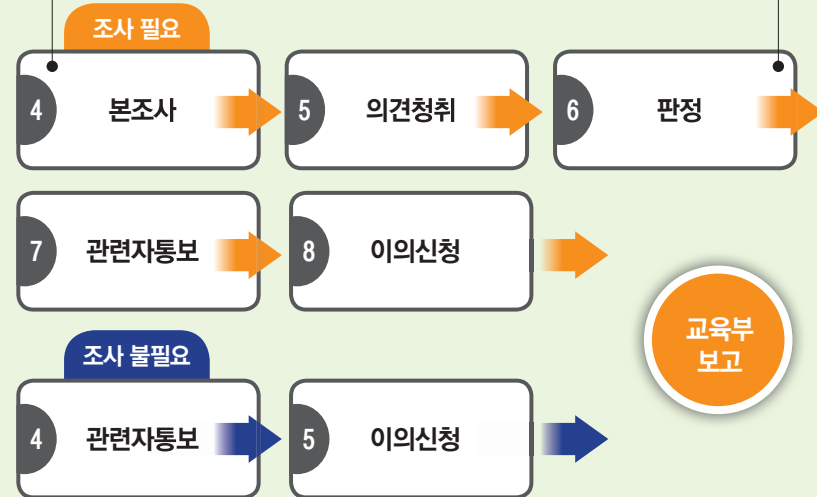 조사 필요
4 본조사
5 의견청취
6 판정
7 관련자통보
8 이의신청
교육부
보고
조사 불필요
4 관련자통보
5 이의신청